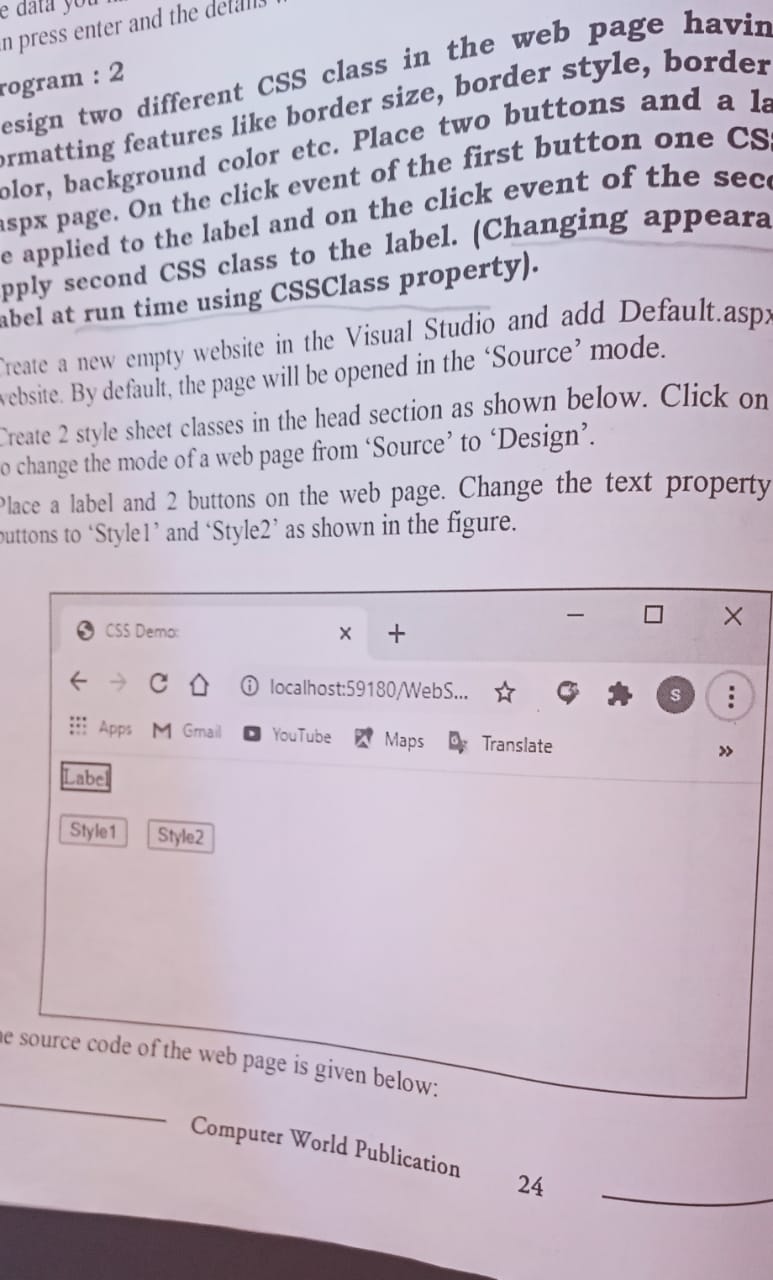 e data you
n press enter and the details
rogram : 2
esign two different CSS class in the web page havin
ormatting features like border size, border style, border
olor, background color etc. Place two buttons and a la
aspx page. On the click event of the first button one CSS
e applied to the label and on the click event of the seco
pply second CSS class to the label. (Changing appeara
abel at run time using CSSClass property).
Create a new empty website in the Visual Studio and add Default.aspx
website. By default, the page will be opened in the ‘Source’ mode.
Create 2 style sheet classes in the head section as shown below. Click on
o change the mode of a web page from ‘Source’ to ‘Design’.
Place a label and 2 buttons on the web page. Change the text property
buttons to ‘Style1’ and ‘Style2’ as shown in the figure.
CSS Demo:
localhost:59180/WebS... S
Apps Gmail YouTube Maps Translate »
Label
Style1 Style2
he source code of the web page is given below:
Computer World Publication 24